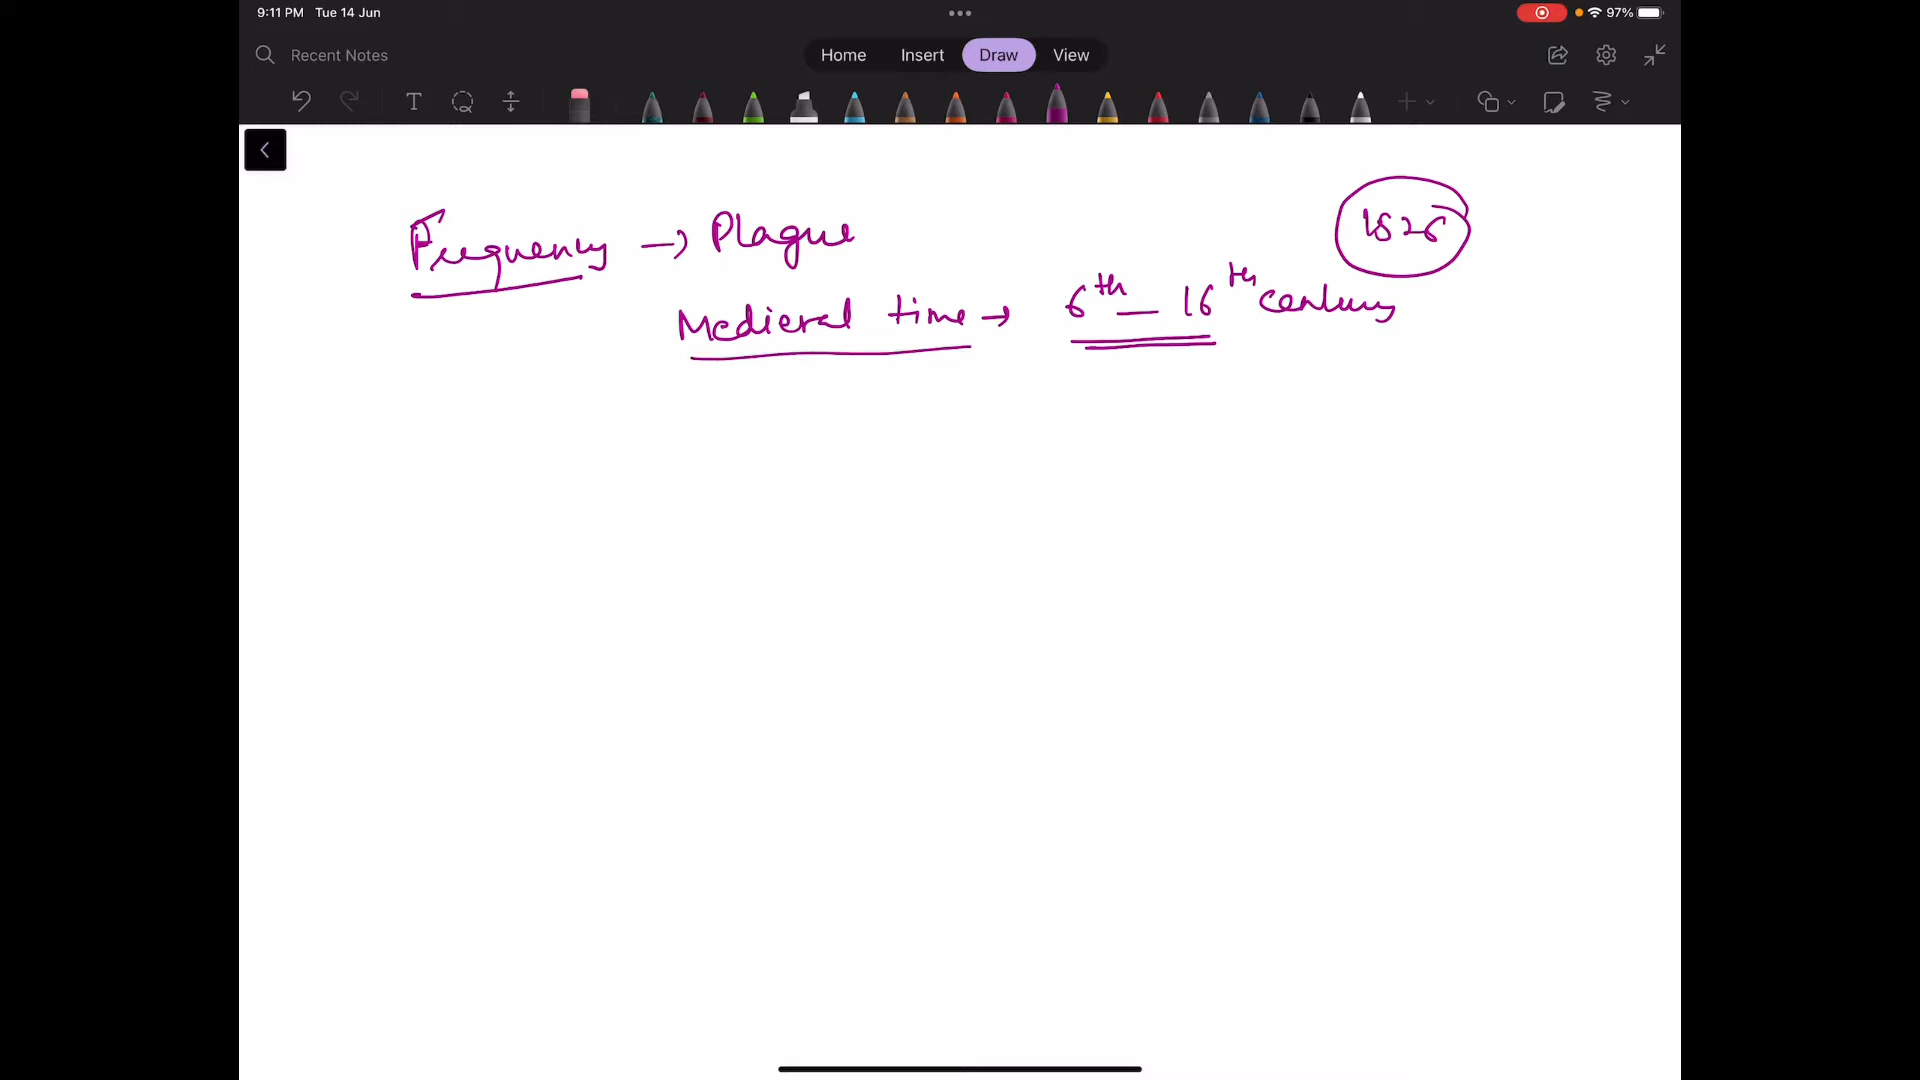 9:11 PM Tue 14 Jun
97%
Recent Notes
Home Insert Draw View
T
Frequency → Plague
1526
Medieval time → 6th — 16th century